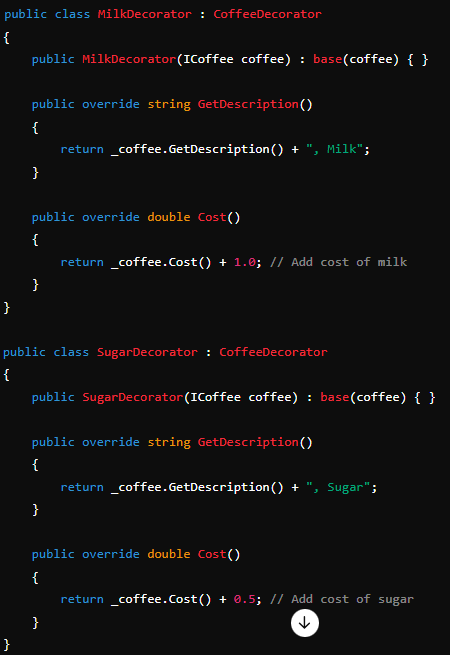 public class MilkDecorator : CoffeeDecorator
{
    public MilkDecorator(ICoffee coffee) : base(coffee) { }

    public override string GetDescription()
    {
        return _coffee.GetDescription() + ", Milk";
    }

    public override double Cost()
    {
        return _coffee.Cost() + 1.0; // Add cost of milk
    }
}

public class SugarDecorator : CoffeeDecorator
{
    public SugarDecorator(ICoffee coffee) : base(coffee) { }

    public override string GetDescription()
    {
        return _coffee.GetDescription() + ", Sugar";
    }

    public override double Cost()
    {
        return _coffee.Cost() + 0.5; // Add cost of sugar
    }
}